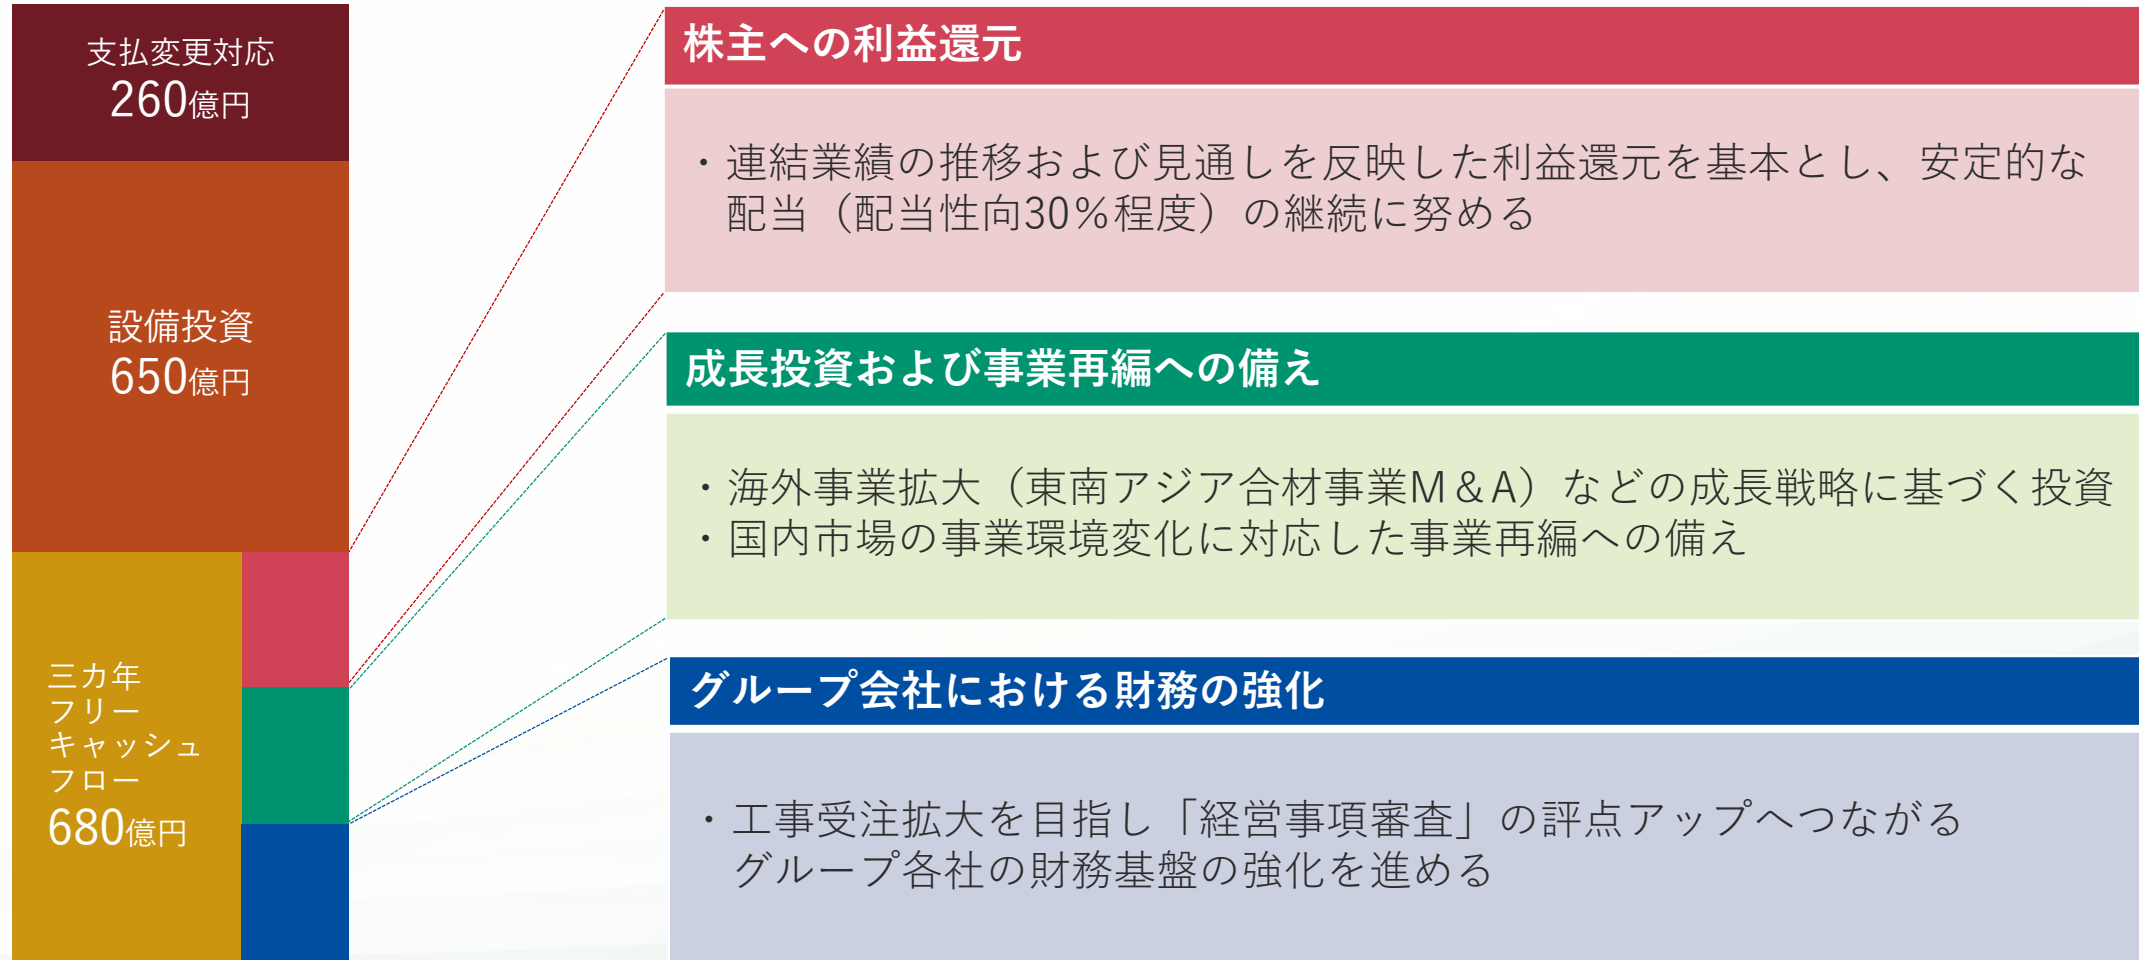 支払変更対応
260億円
設備投資
650億円
三カ年
フリー
キャッシュ
フロー
680億円
株主への利益還元
・連結業績の推移および見通しを反映した利益還元を基本とし、安定的な
配当（配当性向30％程度）の継続に努める
成長投資および事業再編への備え
・海外事業拡大（東南アジア合材事業M＆A）などの成長戦略に基づく投資
・国内市場の事業環境変化に対応した事業再編への備え
グループ会社における財務の強化
・工事受注拡大を目指し「経営事項審査」の評点アップへつながる
グループ各社の財務基盤の強化を進める